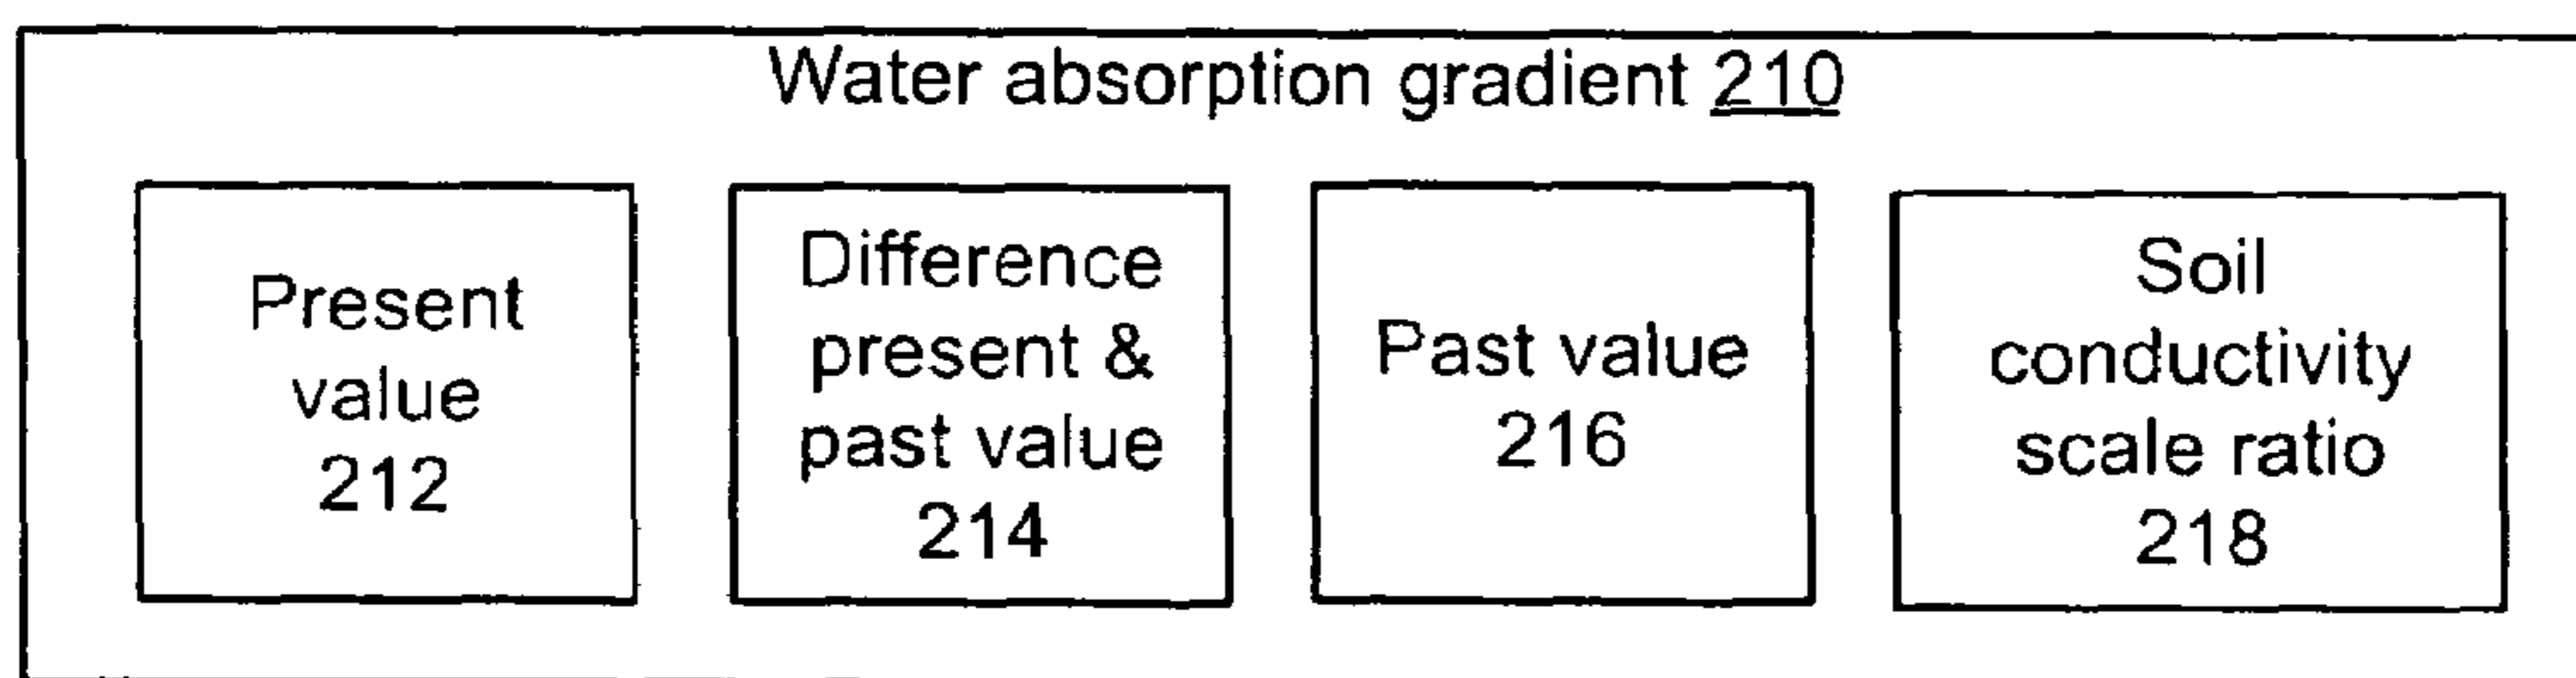 Water absorption gradient 210
Present
value
212
Difference
present &
past value
214
Past value
216
Soil
conductivity
scale ratio
218